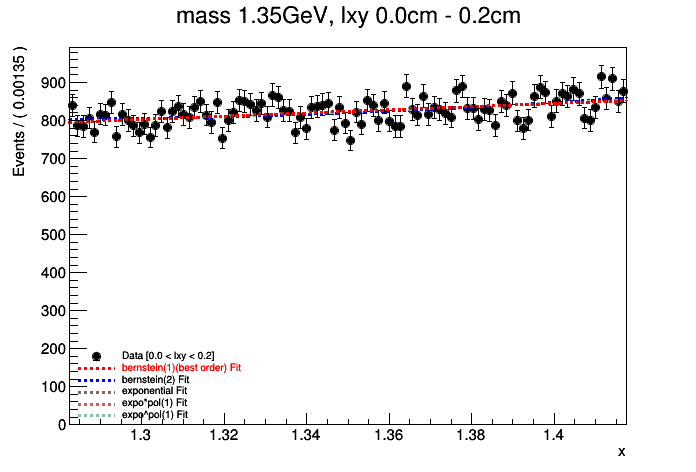 mass 1.35GeV, lxy 0.0cm - 0.2cm
Events / ( 0.00135 )
900
800
700
600
500
400
300
200
100
0
Data [0.0 < lxy < 0.2]
bernstein(1)(best order) Fit
bernstein(2) Fit
exponential Fit
expo*pol(1) Fit
expo^pol(1) Fit
1.3 1.32 1.34 1.36 1.38 1.4
x